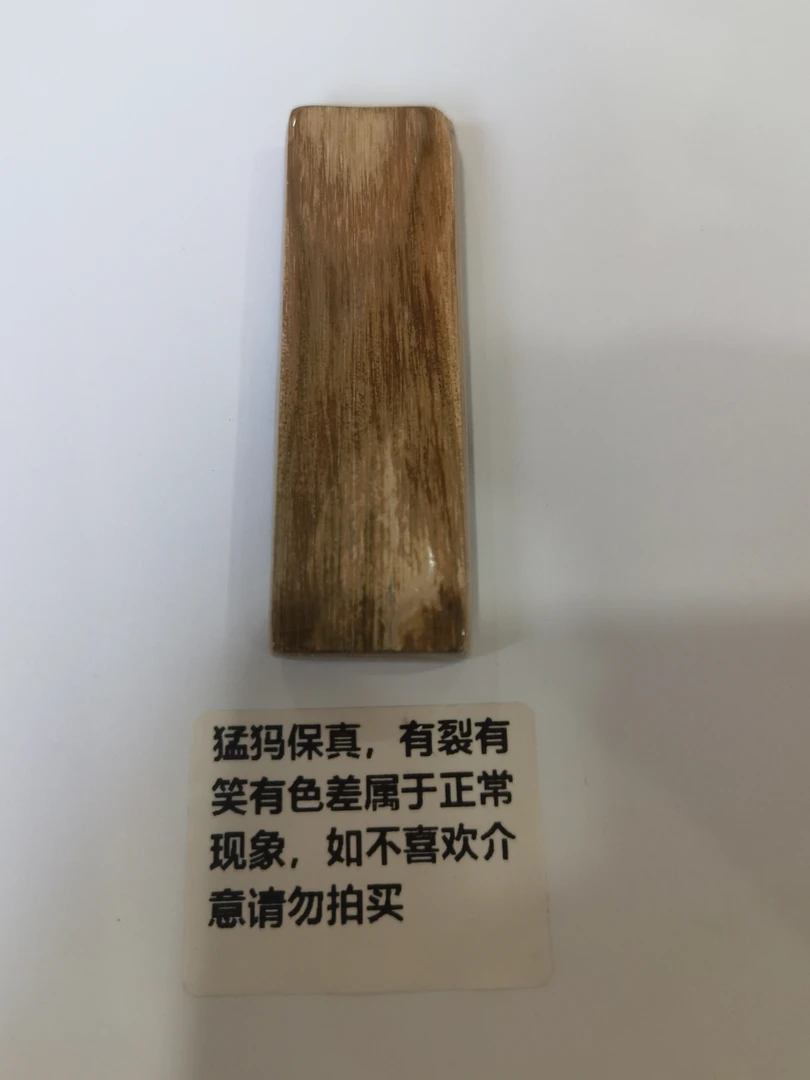 猛犸保真，有裂有
笑有色差属于正常
现象，如不喜欢介
意请勿拍买